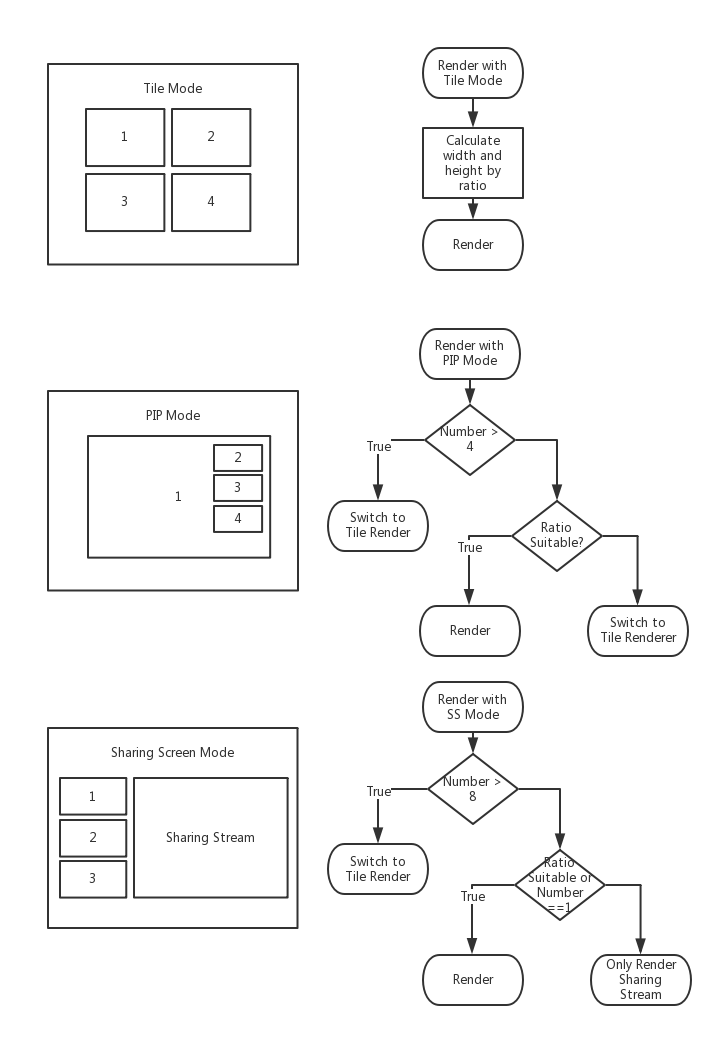 Tile Mode
1
2
3
4
Render with
Tile Mode
Calculate
width and
height by
ratio
Render
PIP Mode
1
2
3
4
Render with
PIP Mode
Number >
4
True
Switch to
Tile Render
Ratio
Suitable?
True
Render
Switch to
Tile Renderer
Sharing Screen Mode
1
2
3
Sharing Stream
Render with
SS Mode
Number >
8
True
Switch to
Tile Render
Ratio
Suitable or
Number
==1
True
Render
Only Render
Sharing
Stream